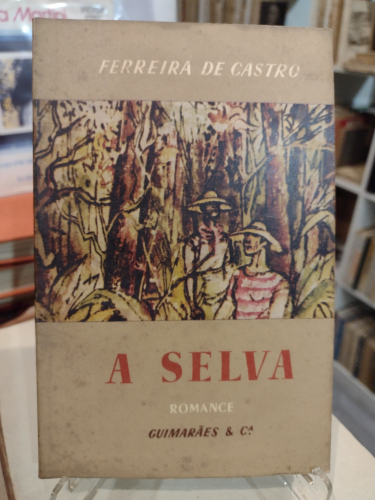 FERREIRA DE CASTRO
A SELVA
ROMANCE
GUIMARÃES & Cª